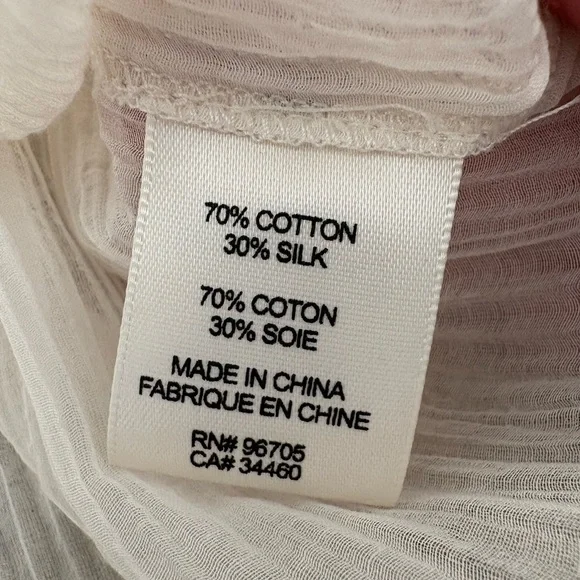 70% COTTON
30% SILK
70% COTON
30% SOIE
MADE IN CHINA
FABRIQUE EN CHINE
RN# 96705
CA# 34460